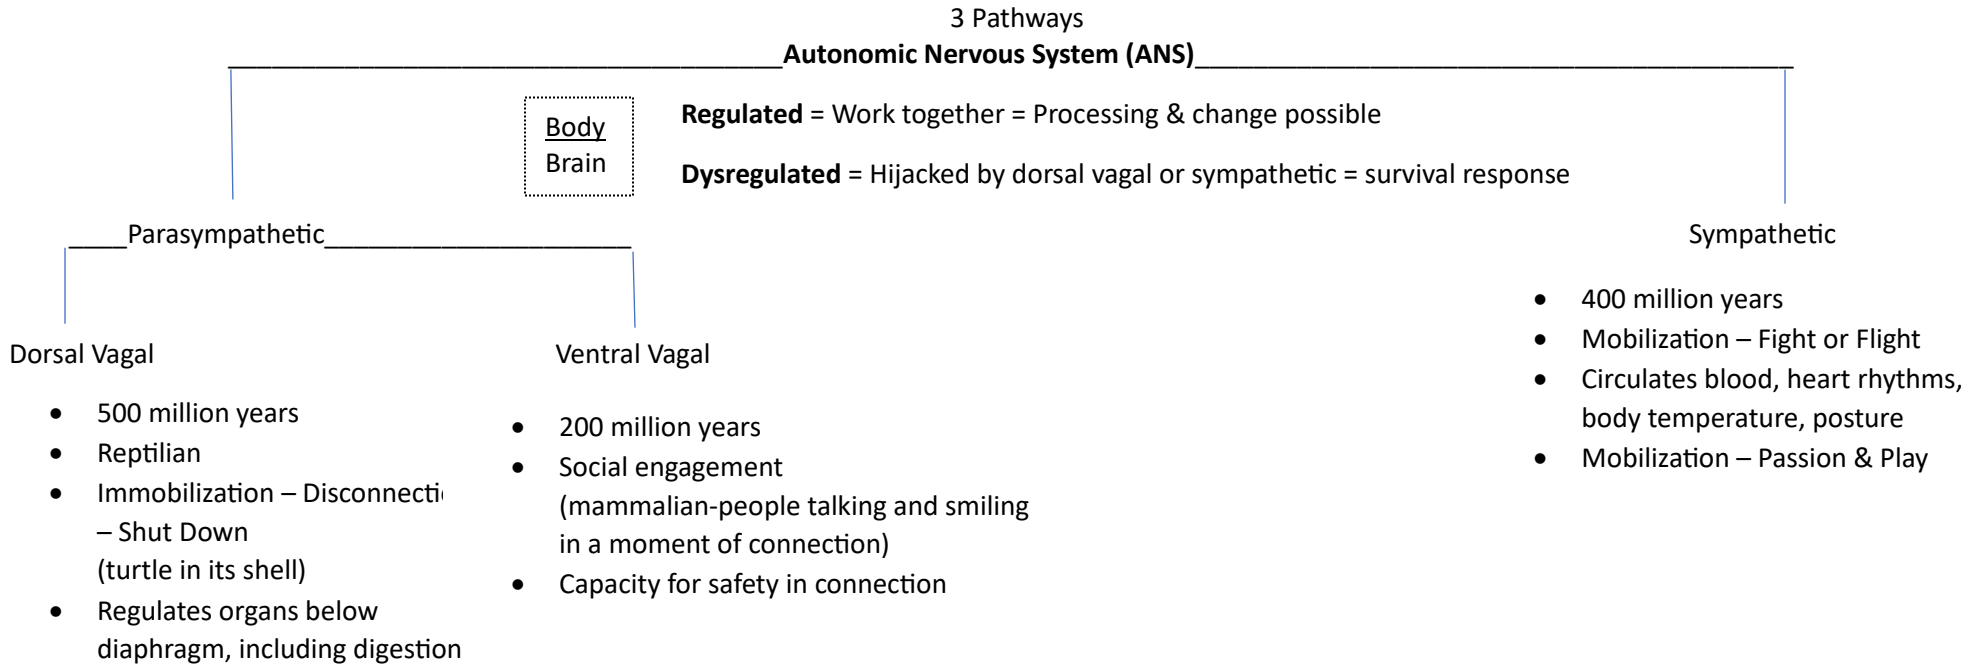 3 Pathways
Autonomic Nervous System (ANS)
Body
Brain
Regulated = Work together = Processing & change possible
Dysregulated = Hijacked by dorsal vagal or sympathetic = survival response
Parasympathetic
Sympathetic
Dorsal Vagal
• 500 million years
• Reptilian
• Immobilization – Disconnecti
– Shut Down
(turtle in its shell)
• Regulates organs below
diaphragm, including digestion
Ventral Vagal
• 200 million years
• Social engagement
(mammalian-people talking and smiling
in a moment of connection)
• Capacity for safety in connection
• 400 million years
• Mobilization – Fight or Flight
• Circulates blood, heart rhythms,
body temperature, posture
• Mobilization – Passion & Play